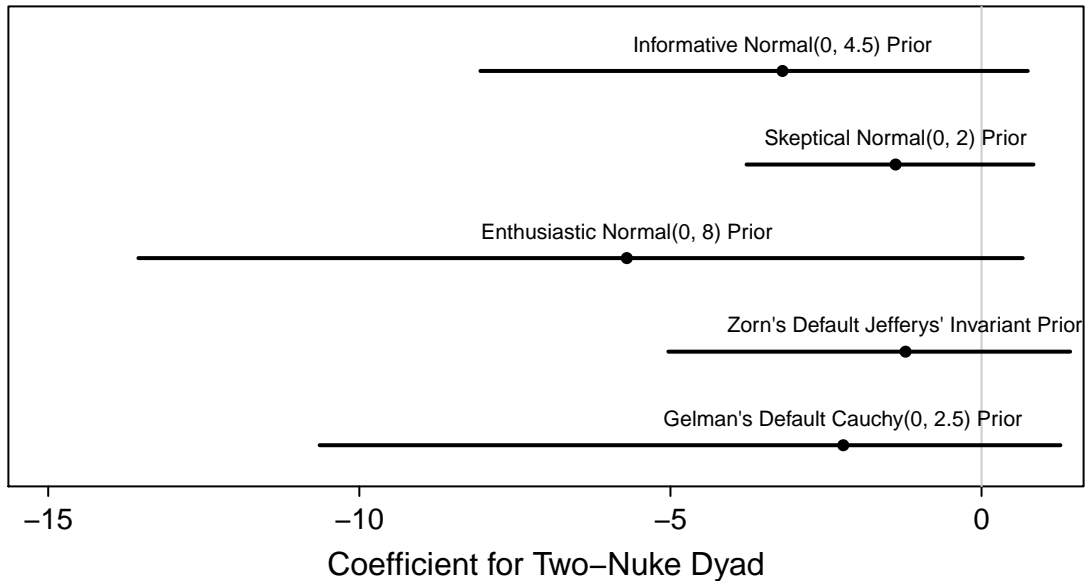 Informative Normal(0, 4.5) Prior
Skeptical Normal(0, 2) Prior
Enthusiastic Normal(0, 8) Prior
Zorn's Default Jefferys' Invariant Prior
Gelman's Default Cauchy(0, 2.5) Prior
−15 −10 −5 0
Coefficient for Two−Nuke Dyad